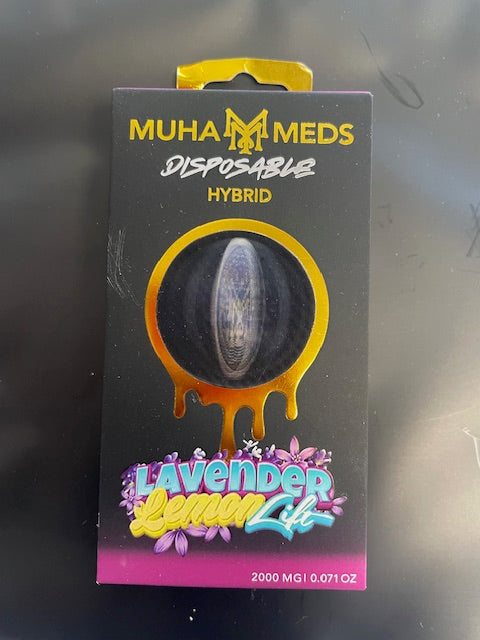 MUHA MEDS
DISPOSABLE
HYBRID
LAVENDER
Lemon Lift
2000 MG | 0.071 OZ